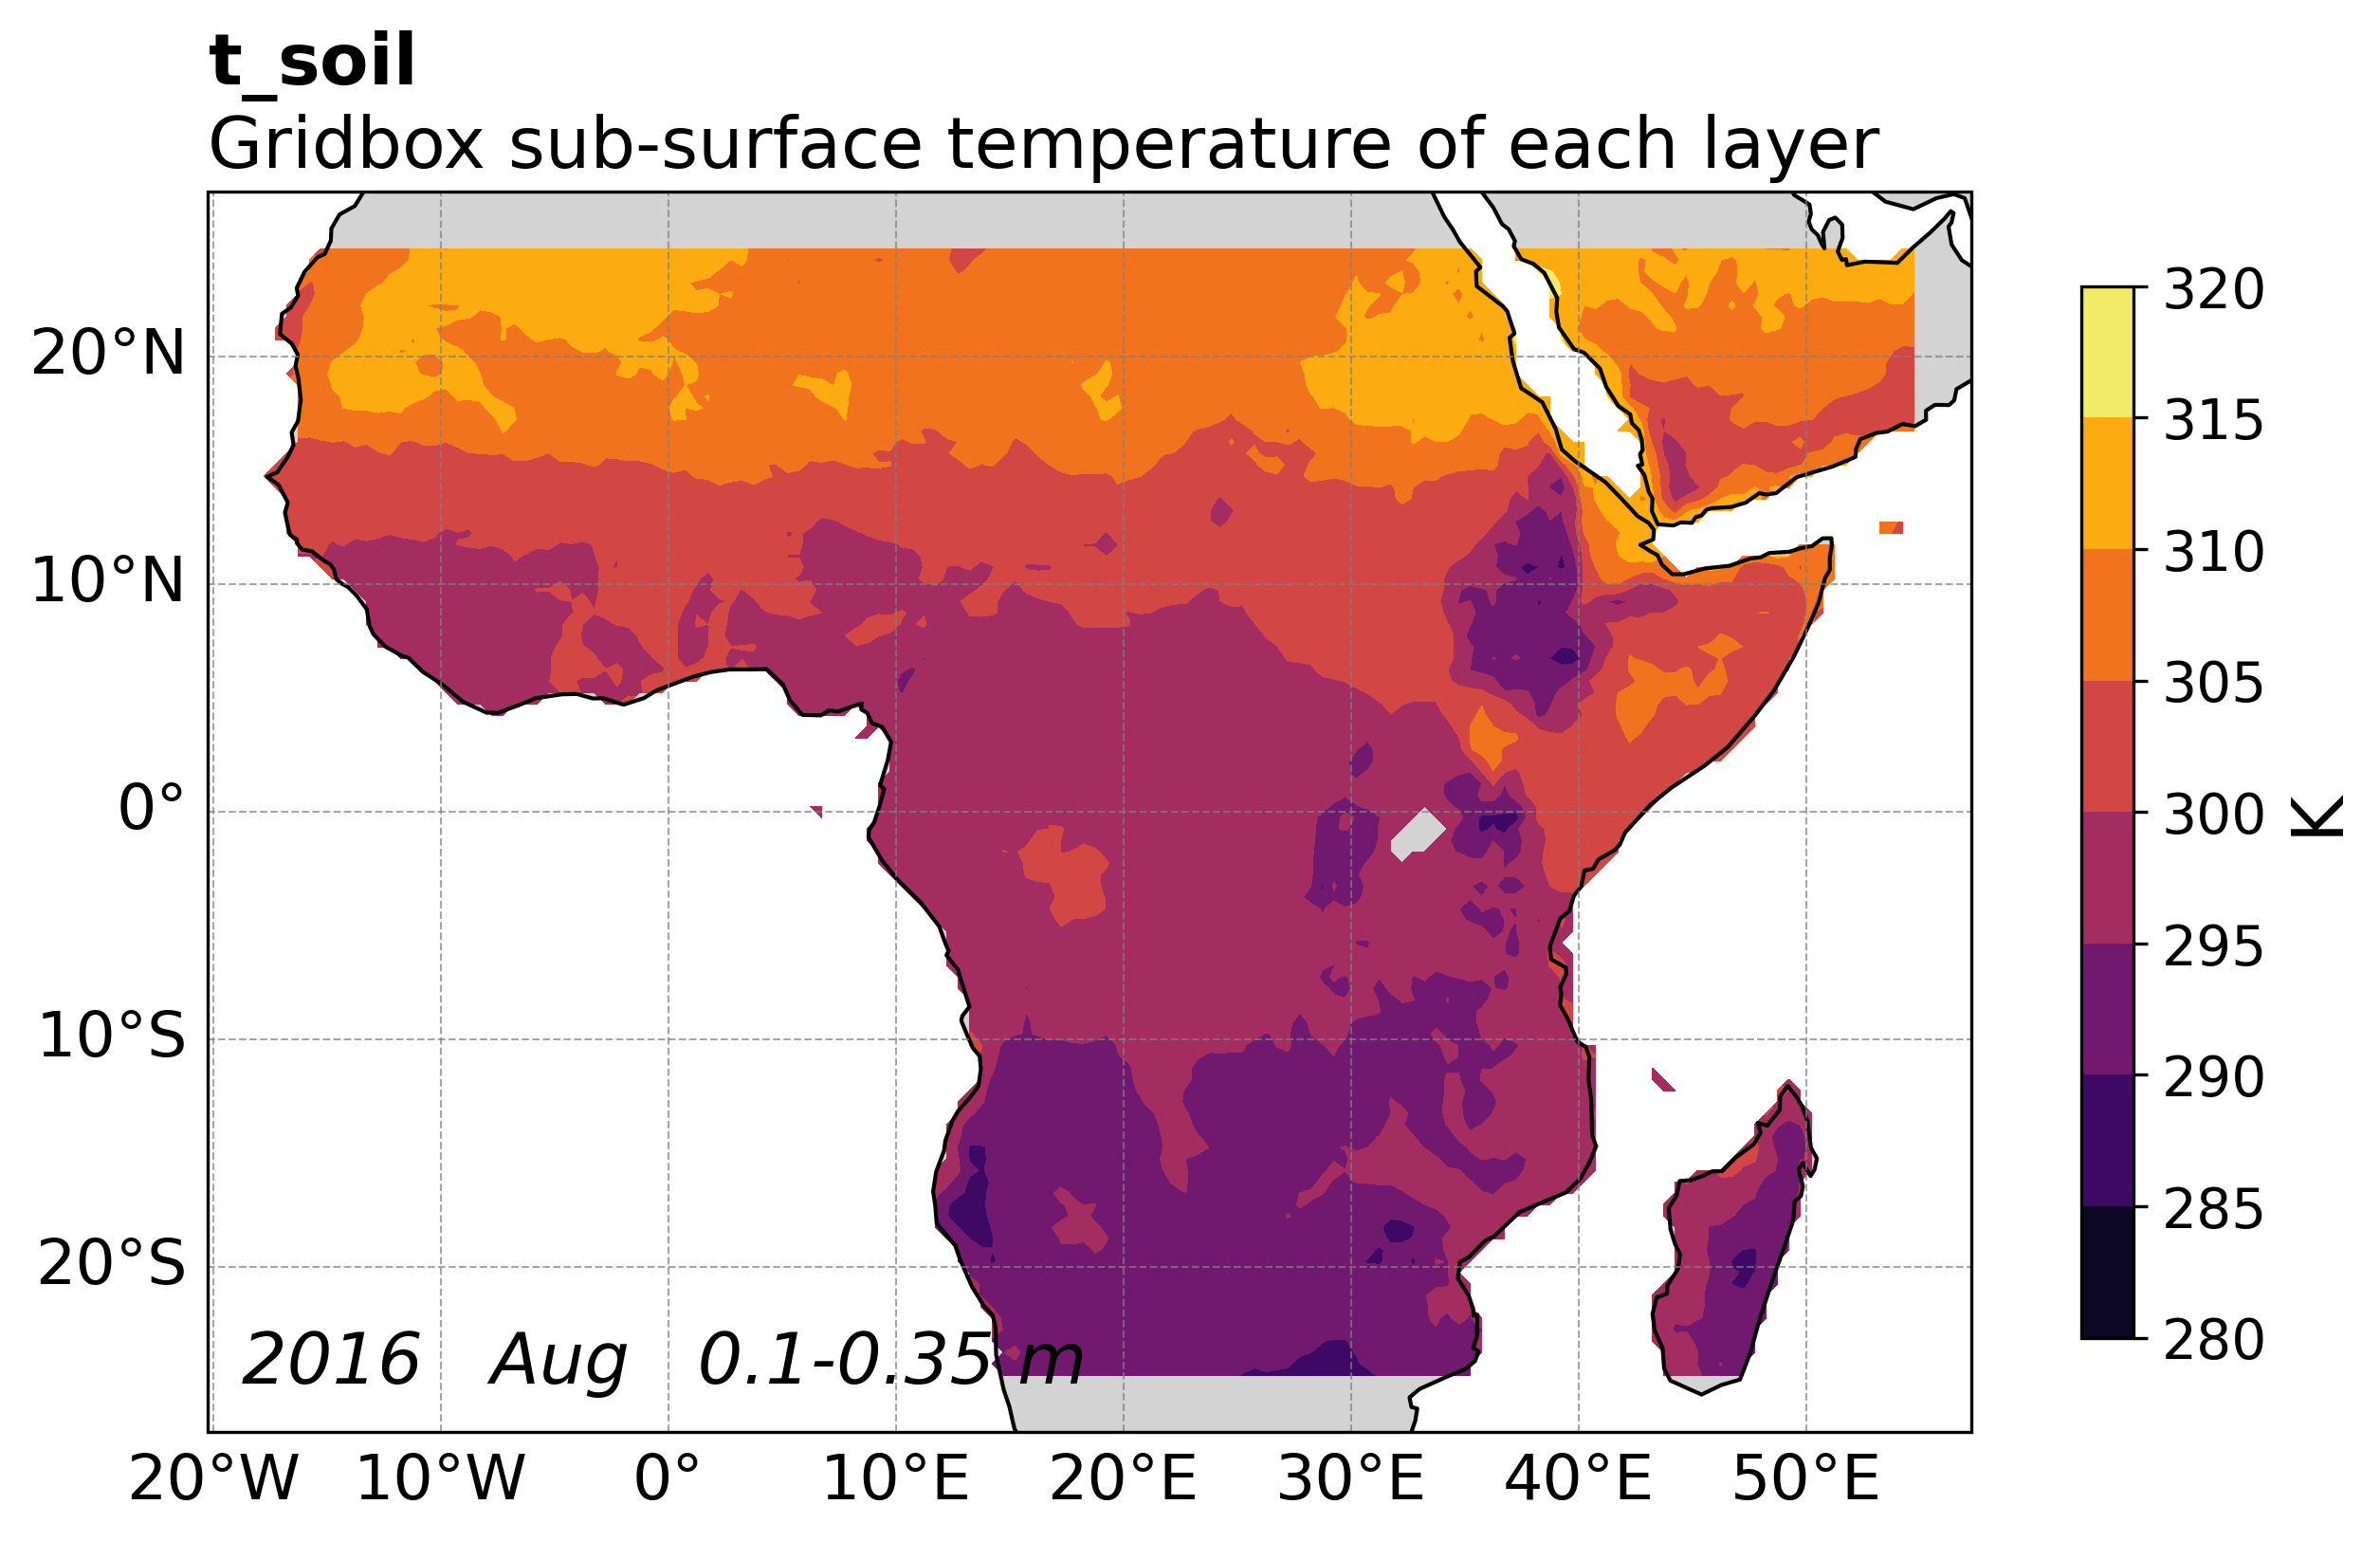 t_soil
Gridbox sub-surface temperature of each layer
20°N
10°N
0°
10°S
20°S
2016 Aug 0.1-0.35 m
20°W 10°W 0° 10°E 20°E 30°E 40°E 50°E
320
315
310
305
300
295
290
285
280
K